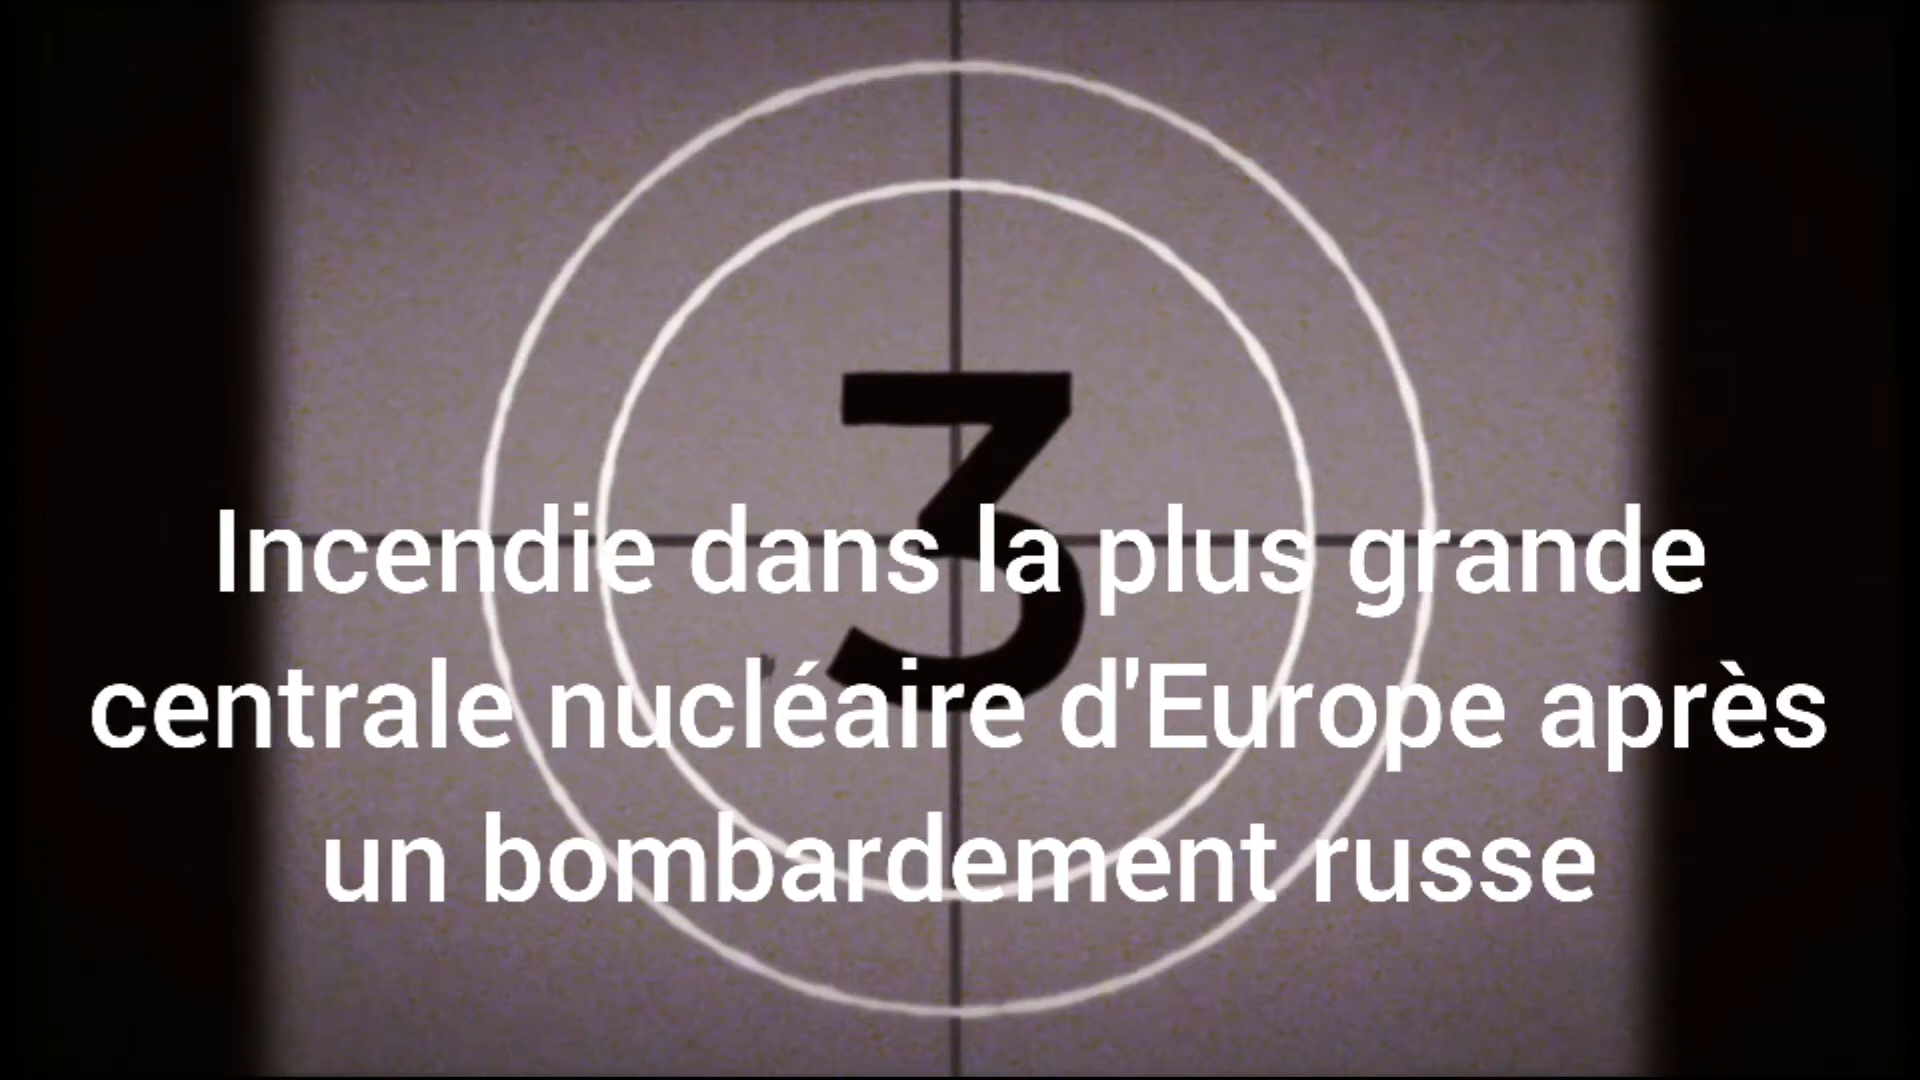 3
Incendie dans la plus grande
centrale nucléaire d'Europe après
un bombardement russe